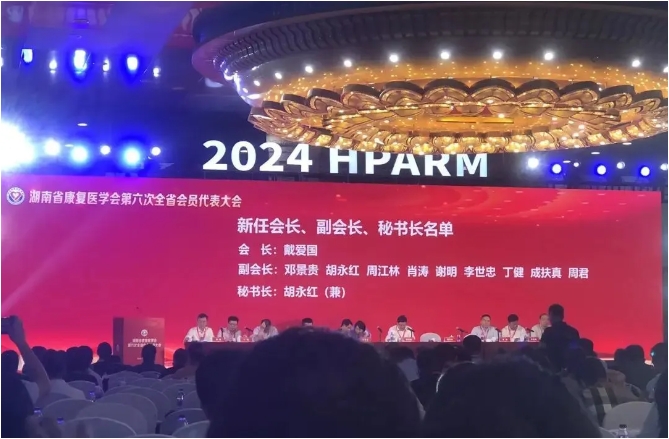 2024 HPARM
湖南省康复医学会第六次全省会员代表大会
新任会长、副会长、秘书长名单
会 长：戴爱国
副会长：邓景贵 胡永红 周江林 肖涛 谢明 李世忠 丁健 成扶真 周君
秘书长：胡永红（兼）